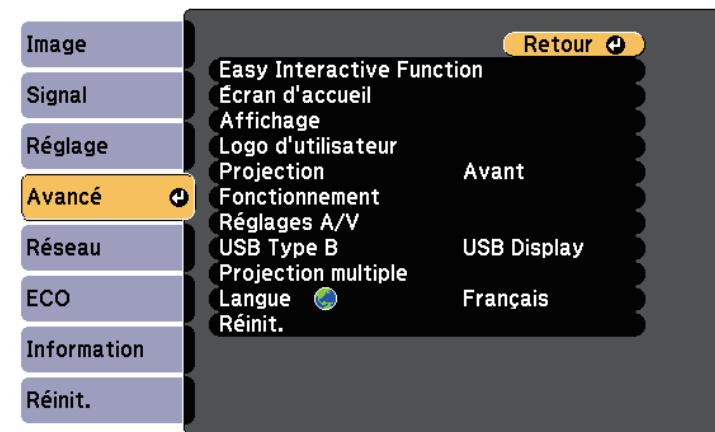 Image
Signal
Réglage
Avancé
Réseau
ECO
Information
Réinit.
Retour
Easy Interactive Function
Écran d'accueil
Affichage
Logo d'utilisateur
Projection Avant
Fonctionnement
Réglages A/V
USB Type B USB Display
Projection multiple
Langue Français
Réinit.